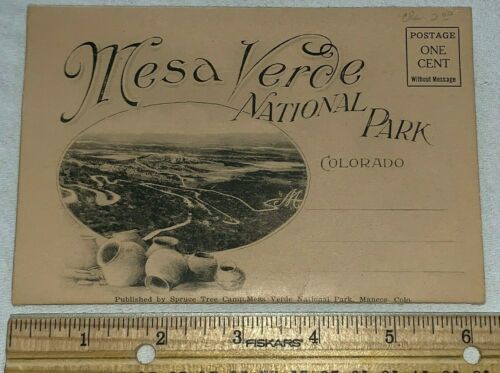 Mesa Verde
NATIONAL PARK
COLORADO
POSTAGE
ONE
CENT
Without Message
Published by Spruce Tree Camp, Mesa Verde National Park, Mancos, Colo.
1 2 3 4 5 6
FISKARS